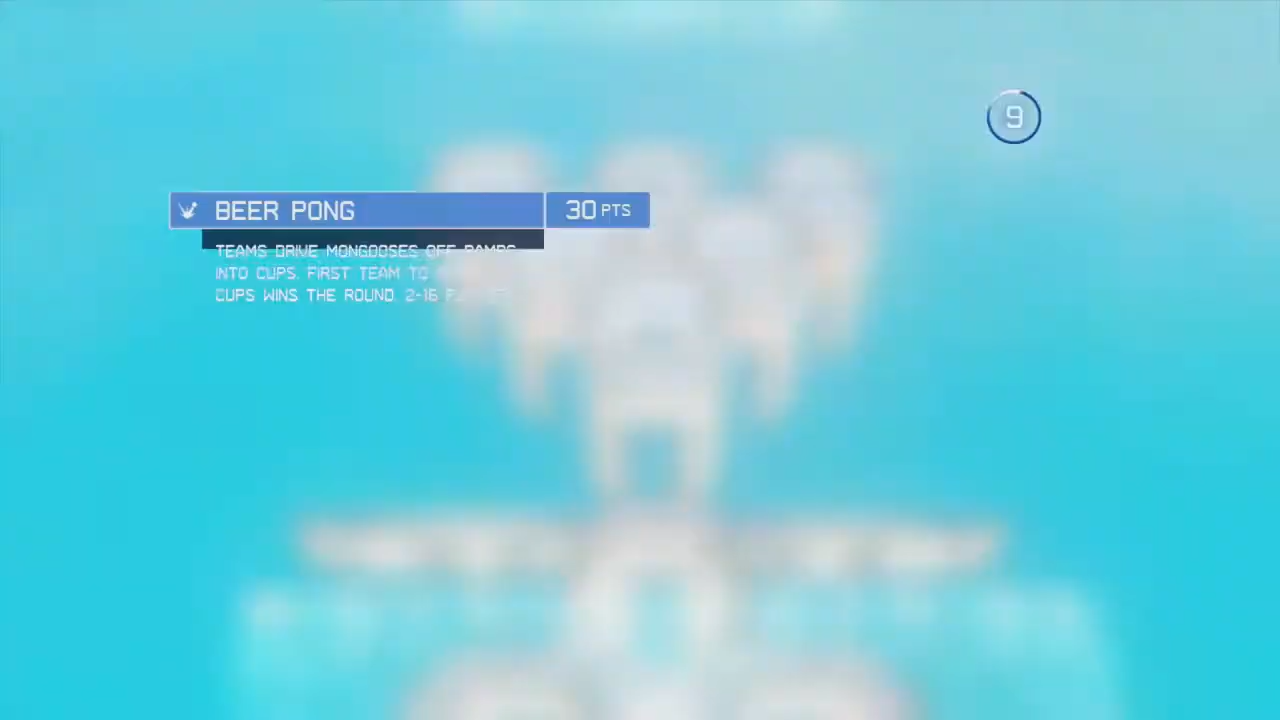 9
BEER PONG 30 PTS
TEAMS DRIVE MONGOOSES OFF RAMPS
INTO CUPS. FIRST TEAM TO
CUPS WINS THE ROUND. 2-16